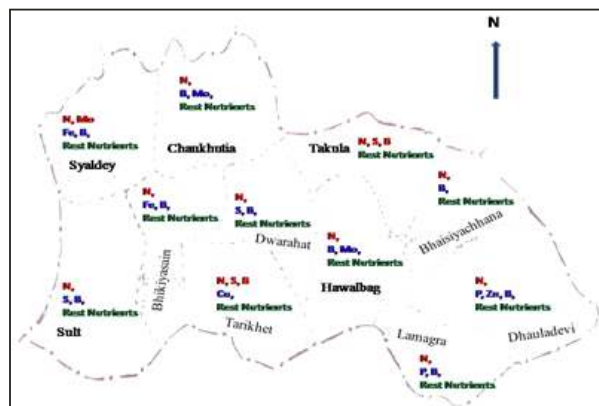 N
N,
B, Mo,
Rest Nutrients
Chaukhutia
N, Mo
Fe, B,
Rest Nutrients
Syaldey
Takula
N, S, B
Rest Nutrients
N,
B,
Rest Nutrients
Bhaisiyachhana
N,
Fe, B,
Rest Nutrients
Bhikiyasain
N,
S, B,
Rest Nutrients
Dwarahat
N,
B, Mo,
Rest Nutrients
Hawalbag
N,
S, B,
Rest Nutrients
Sult
N, S, B
Cu,
Rest Nutrients
Tarikhet
N,
P, Zn, B,
Rest Nutrients
Dhauladevi
Lamagra
N,
P, B,
Rest Nutrients